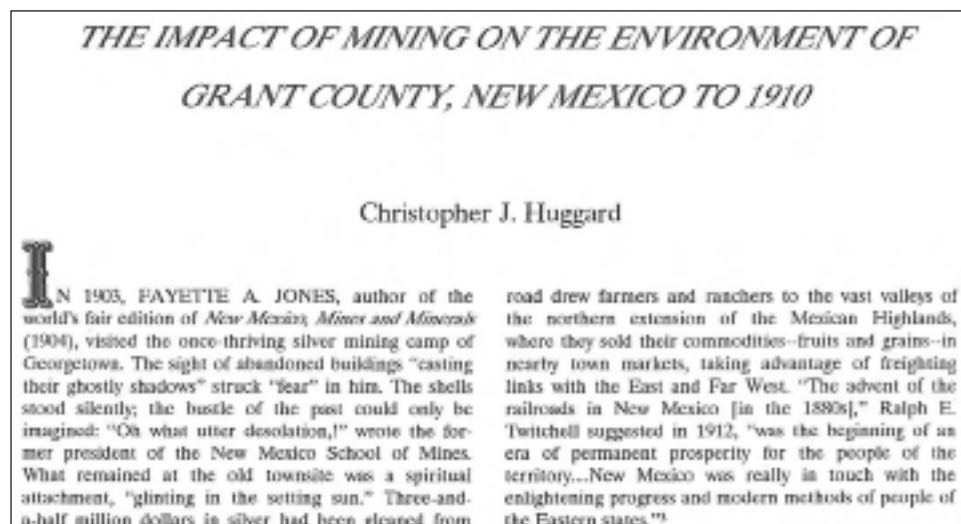 THE IMPACT OF MINING ON THE ENVIRONMENT OF
GRANT COUNTY, NEW MEXICO TO 1910
Christopher J. Huggard
IN 1903, FAYETTE A. JONES, author of the
world's fair edition of New Mexico, Mines and Minerals
(1904), visited the once-thriving silver mining camp of
Georgetown. The sight of abandoned buildings "casting
their ghostly shadows" struck "fear" in him. The shells
stood silently; the bustle of the past could only be
imagined: "Oh what utter desolation,!" wrote the for-
mer president of the New Mexico School of Mines.
What remained at the old townsite was a spiritual
attachment, "glinting in the setting sun." Three-and-
a-half million dollars in silver had been gleaned from
road drew farmers and ranchers to the vast valleys of
the northern extension of the Mexican Highlands,
where they sold their commodities--fruits and grains--in
nearby town markets, taking advantage of freighting
links with the East and Far West. "The advent of the
railroads in New Mexico [in the 1880s]," Ralph E.
Twitchell suggested in 1912, "was the beginning of an
era of permanent prosperity for the people of the
territory...New Mexico was really in touch with the
enlightening progress and modern methods of people of
the Eastern states."³